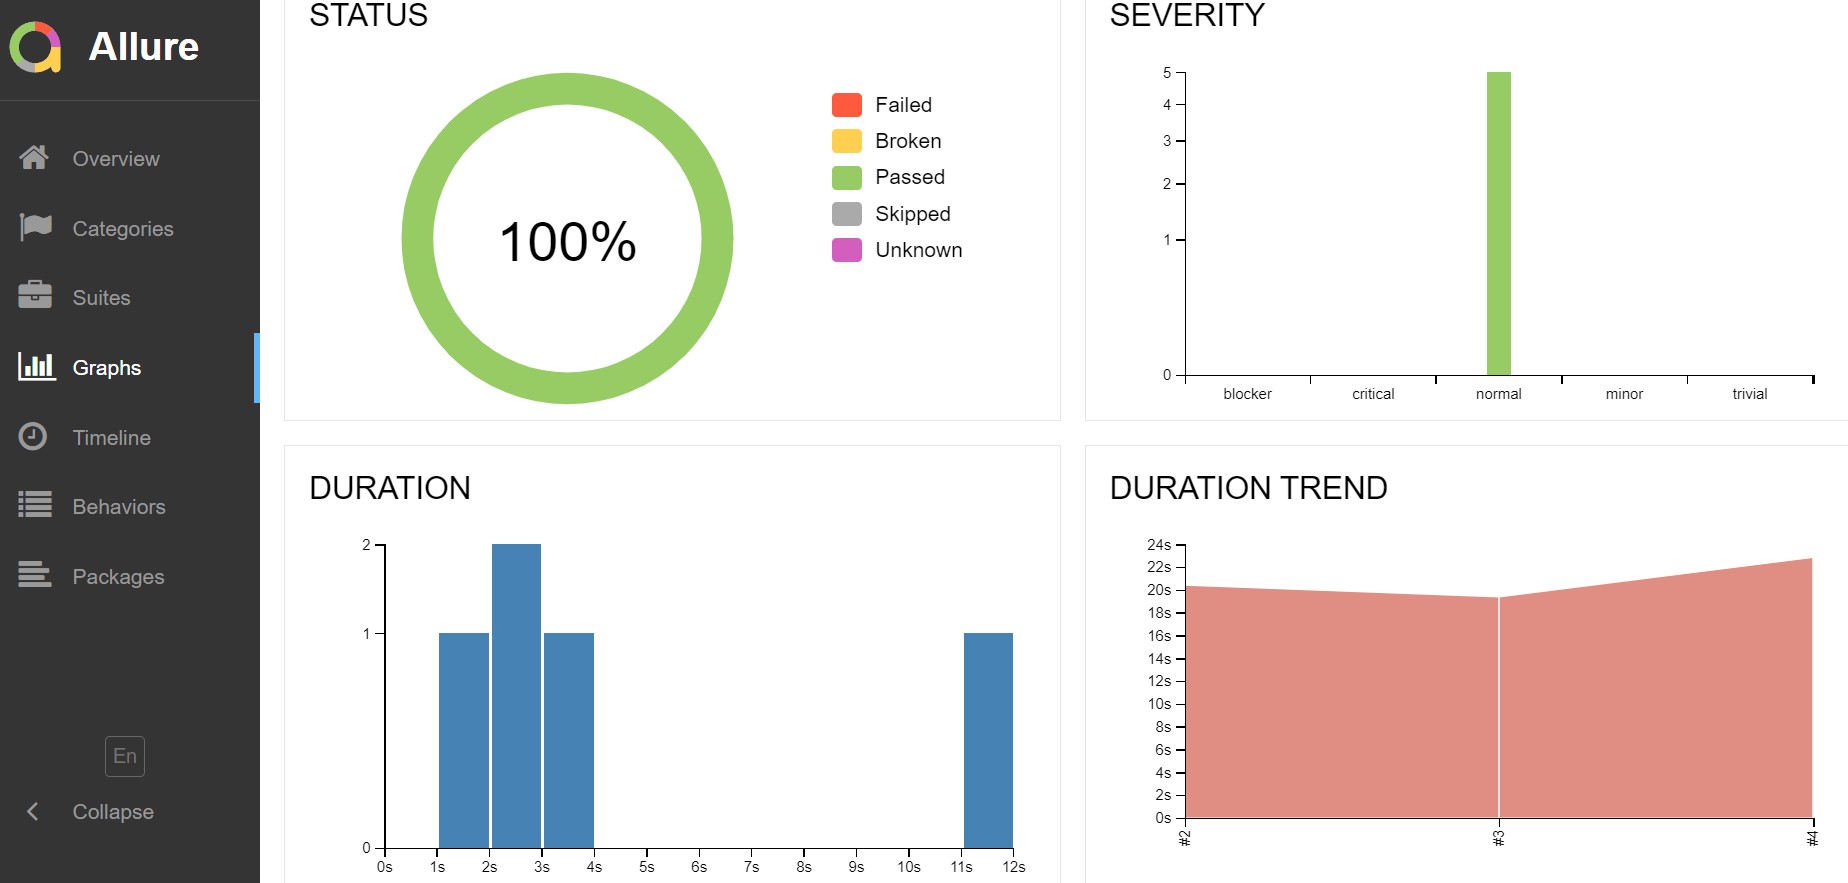 Allure
Overview
Categories
Suites
Graphs
Timeline
Behaviors
Packages
En
Collapse
STATUS
100%
Failed
Broken
Passed
Skipped
Unknown
SEVERITY
5
4
3
2
1
0
blocker critical normal minor trivial
DURATION
2
1
0
0s 1s 2s 3s 4s 5s 6s 7s 8s 9s 10s 11s 12s
DURATION TREND
24s
22s
20s
18s
16s
14s
12s
10s
8s
6s
4s
2s
0s
#2 #3 #4